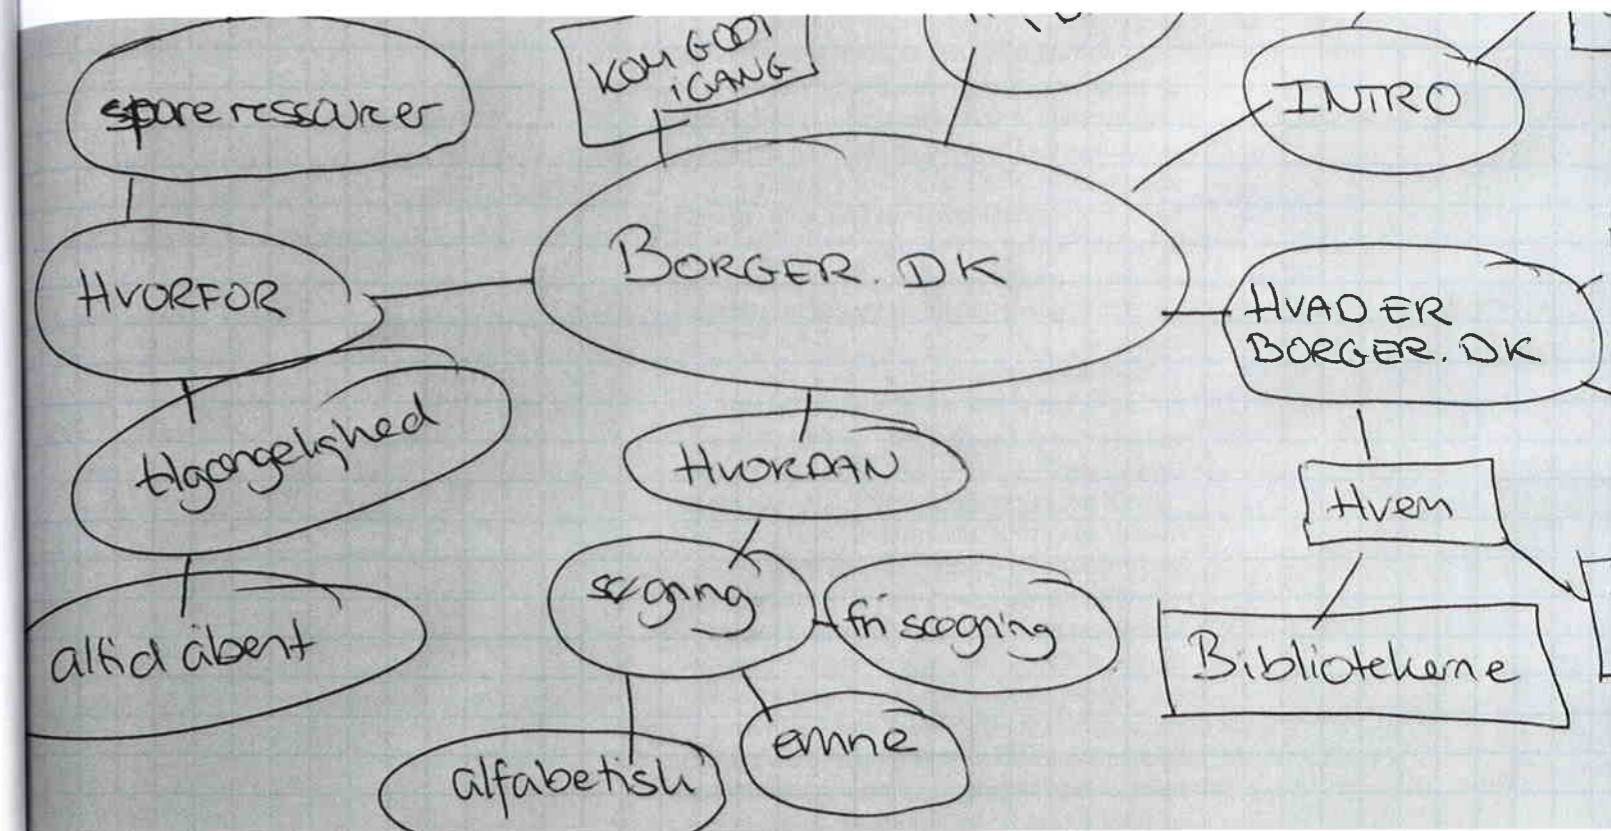 KOM GODT
IGANG
spare ressourcer
INTRO
HVORFOR
BORGER.DK
HVAD ER
BORGER.DK
tilgængelighed
HVORDAN
Hvem
søgning
fri søgning
altid åbent
Bibliotekerne
emne
alfabetisk